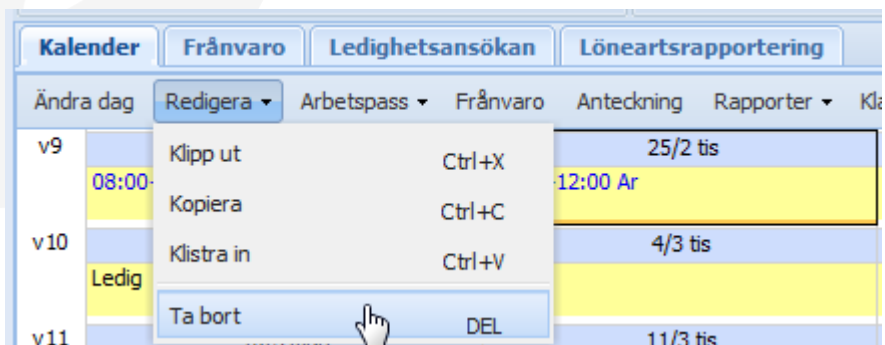 Kalender Frånvaro Ledighetsansökan Löneartsrapportering
Ändra dag Redigera Arbetspass Frånvaro Anteckning Rapporter
v9 25/2 tis
08:00- -12:00 Ar
Klipp ut Ctrl+X
Kopiera Ctrl+C
v10 4/3 tis
Klistra in Ctrl+V
Ledig
Ta bort DEL
v11 11/3 tis